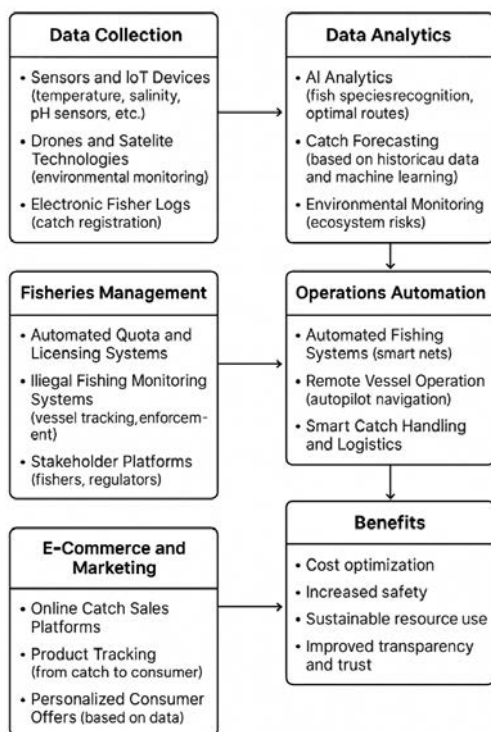 Data Collection
• Sensors and IoT Devices
(temperature, salinity,
pH sensors, etc.)
• Drones and Satelite
Technologies
(environmental monitoring)
• Electronic Fisher Logs
(catch registration)
Data Analytics
• AI Analytics
(fish speciesrecognition,
optimal routes)
• Catch Forecasting
(based on historicau data
and machine learning)
• Environmental Monitoring
(ecosystem risks)
Fisheries Management
• Automated Quota and
Licensing Systems
• Iliegal Fishing Monitoring
Systems
(vessel tracking, enforcem-
ent)
• Stakeholder Platforms
(fishers, regulators)
Operations Automation
• Automated Fishing
Systems (smart nets)
• Remote Vessel Operation
(autopilot navigation)
• Smart Catch Handling
and Logistics
E-Commerce and
Marketing
• Online Catch Sales
Platforms
• Product Tracking
(from catch to consumer)
• Personalized Consumer
Offers (based on data)
Benefits
• Cost optimization
• Increased safety
• Sustainable resource use
• Improved transparency
and trust